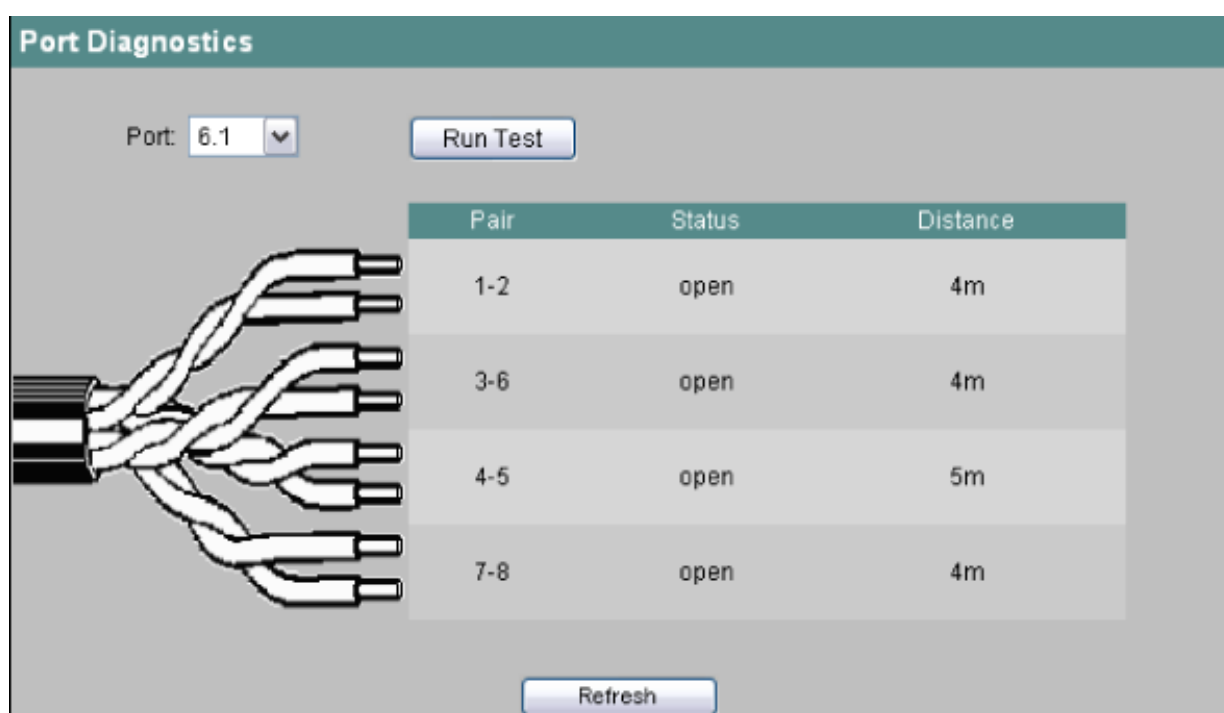 Port Diagnostics
Port: 6.1 Run Test
Pair Status Distance
1-2 open 4m
3-6 open 4m
4-5 open 5m
7-8 open 4m
Refresh